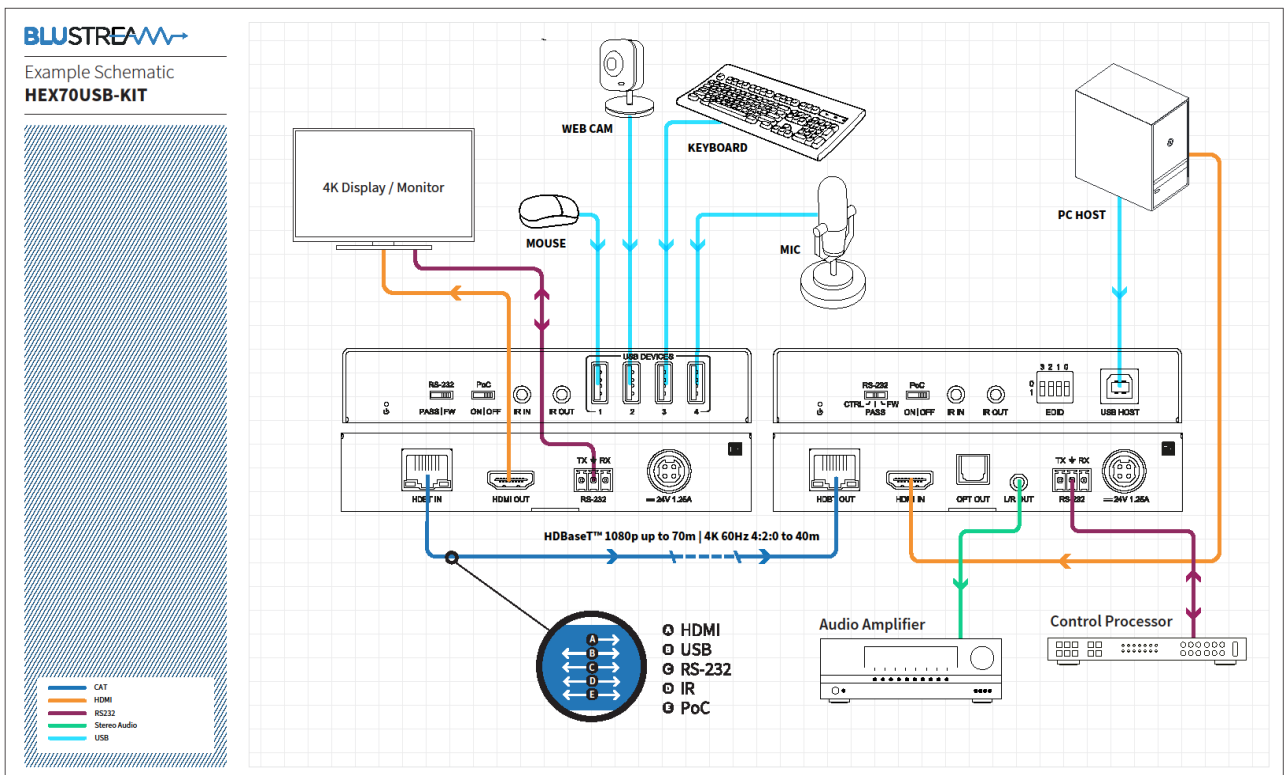 BLUSTREAM
Example Schematic
HEX70USB-KIT
WEB CAM
KEYBOARD
4K Display / Monitor
MOUSE
MIC
PC HOST
USB DEVICES
RS-232
PASS|FW
PoC
ON|OFF
IR IN
IR OUT
1
2
3
4
RS-232
CTRL
FW
PASS
PoC
ON|OFF
IR IN
IR OUT
3 2 1 0
0
1
EDID
USB HOST
HDBT IN
HDMI OUT
TX RX
RS-232
24V 1.25A
HDBT OUT
HDMI IN
OPT OUT
L/R OUT
TX RX
RS-232
24V 1.25A
HDBaseT™ 1080p up to 70m | 4K 60Hz 4:2:0 to 40m
A
B
C
D
E
A HDMI
B USB
C RS-232
D IR
E PoC
Audio Amplifier
Control Processor
CAT
HDMI
RS232
Stereo Audio
USB